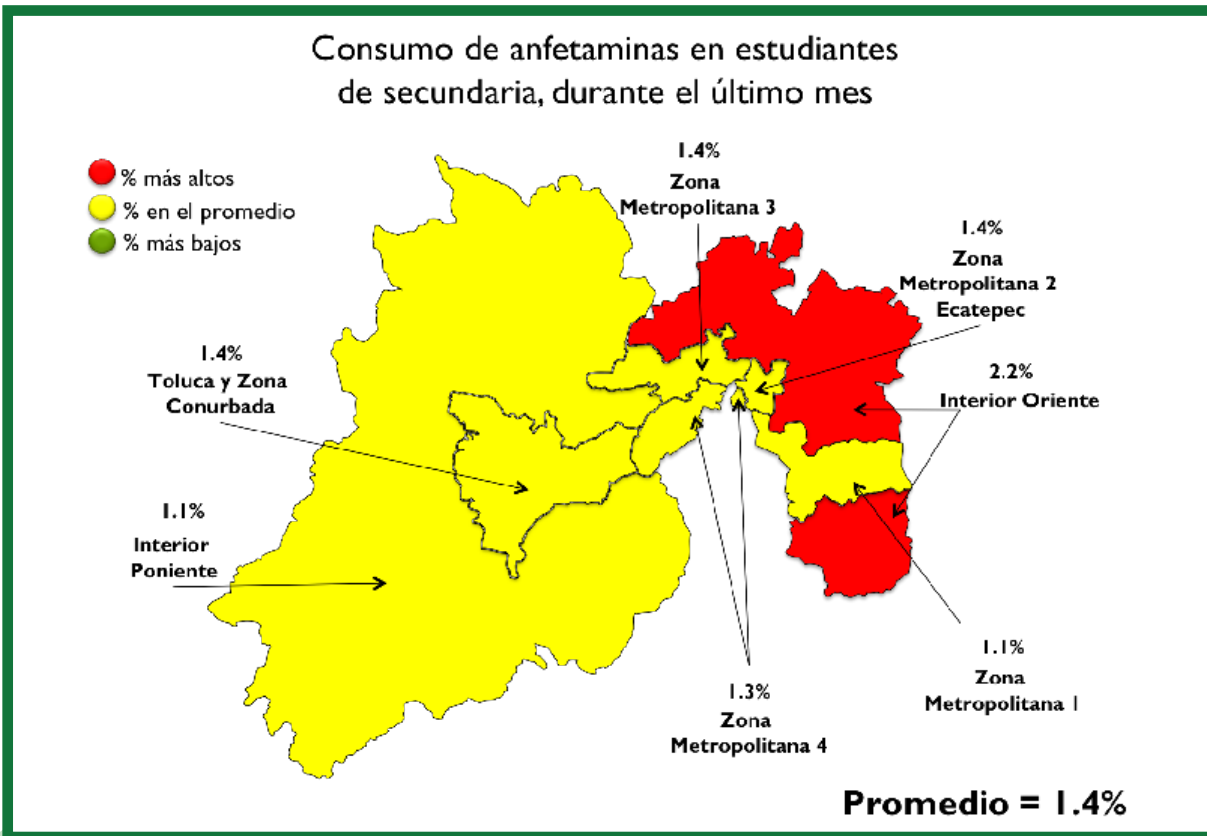 Consumo de anfetaminas en estudiantes
de secundaria, durante el último mes
% más altos
% en el promedio
% más bajos
1.4%
Zona
Metropolitana 3
1.4%
Zona
Metropolitana 2
Ecatepec
1.4%
Toluca y Zona
Conurbada
2.2%
Interior Oriente
1.1%
Interior
Poniente
1.1%
Zona
Metropolitana 1
1.3%
Zona
Metropolitana 4
Promedio = 1.4%